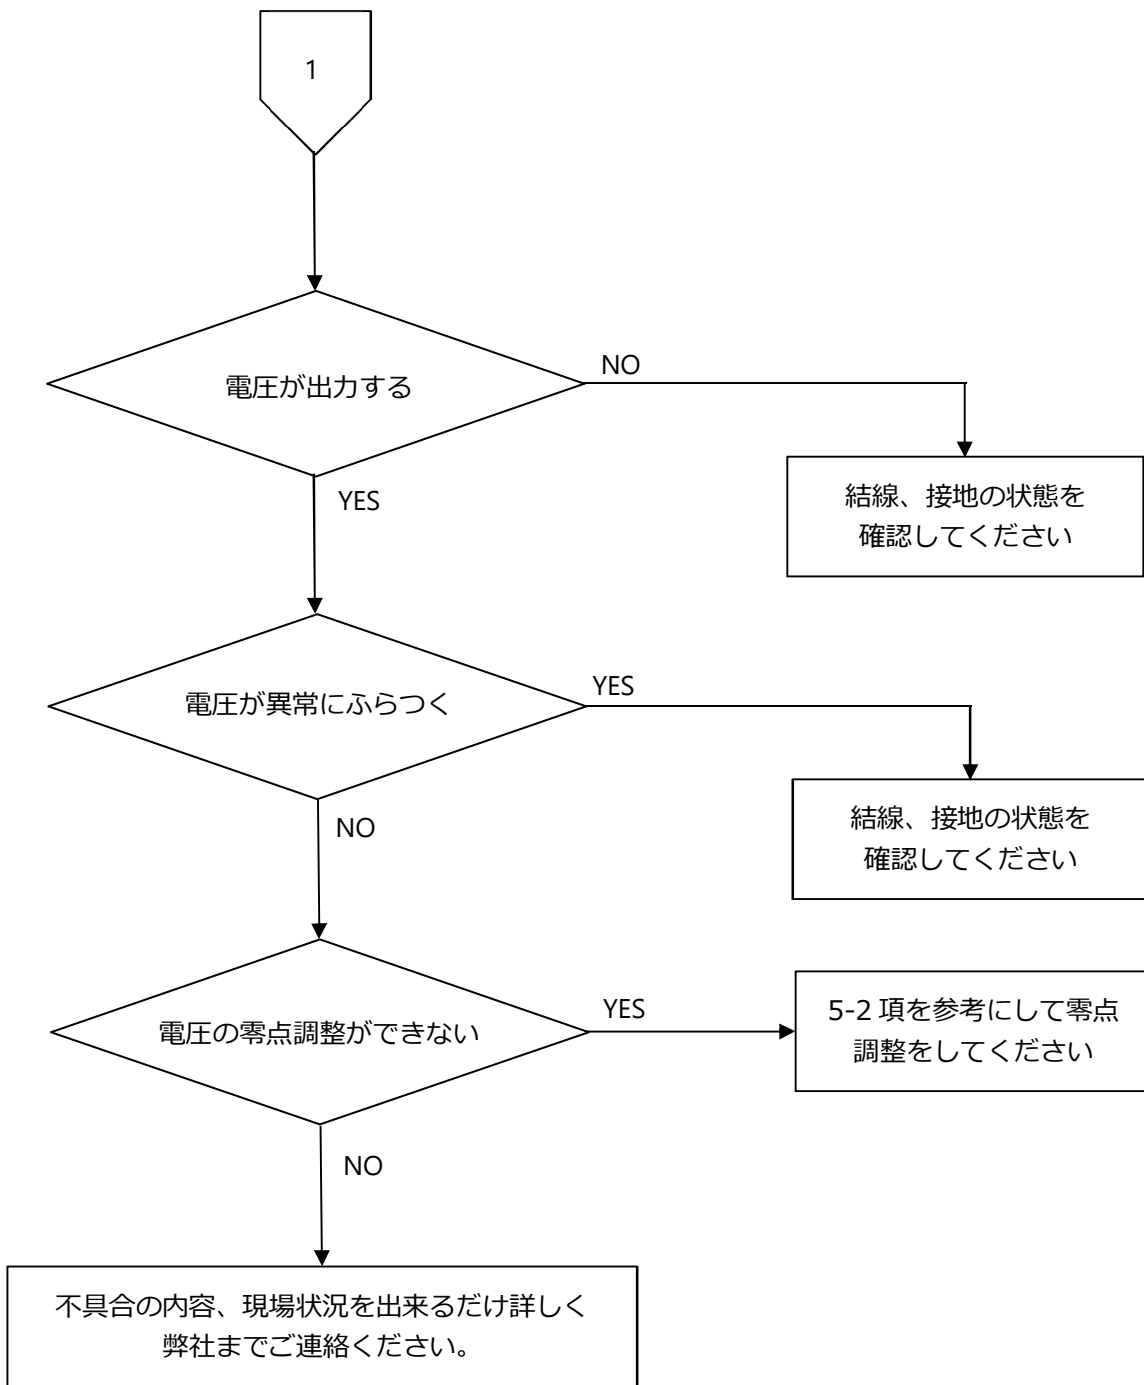 1
電圧が出力する
NO
YES
結線、接地の状態を
確認してください
電圧が異常にふらつく
YES
NO
結線、接地の状態を
確認してください
電圧の零点調整ができない
YES
5-2 項を参考にして零点
調整をしてください
NO
不具合の内容、現場状況を出来るだけ詳しく
弊社までご連絡ください。